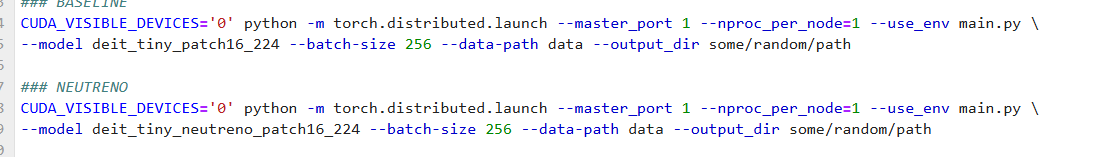 ### BASELINE
CUDA_VISIBLE_DEVICES='0' python -m torch.distributed.launch --master_port 1 --nproc_per_node=1 --use_env main.py \
--model deit_tiny_patch16_224 --batch-size 256 --data-path data --output_dir some/random/path
### NEUTRENO
CUDA_VISIBLE_DEVICES='0' python -m torch.distributed.launch --master_port 1 --nproc_per_node=1 --use_env main.py \
--model deit_tiny_neutreno_patch16_224 --batch-size 256 --data-path data --output_dir some/random/path